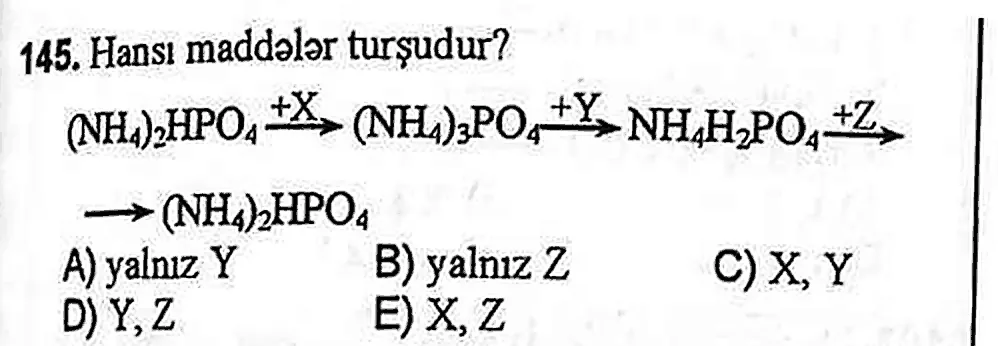 145. Hansı maddələr turşudur?
(NH₄)₂HPO₄ +X→ (NH₄)₃PO₄ +Y→ NH₄H₂PO₄ +Z→
→ (NH₄)₂HPO₄
A) yalnız Y B) yalnız Z C) X, Y
D) Y, Z E) X, Z